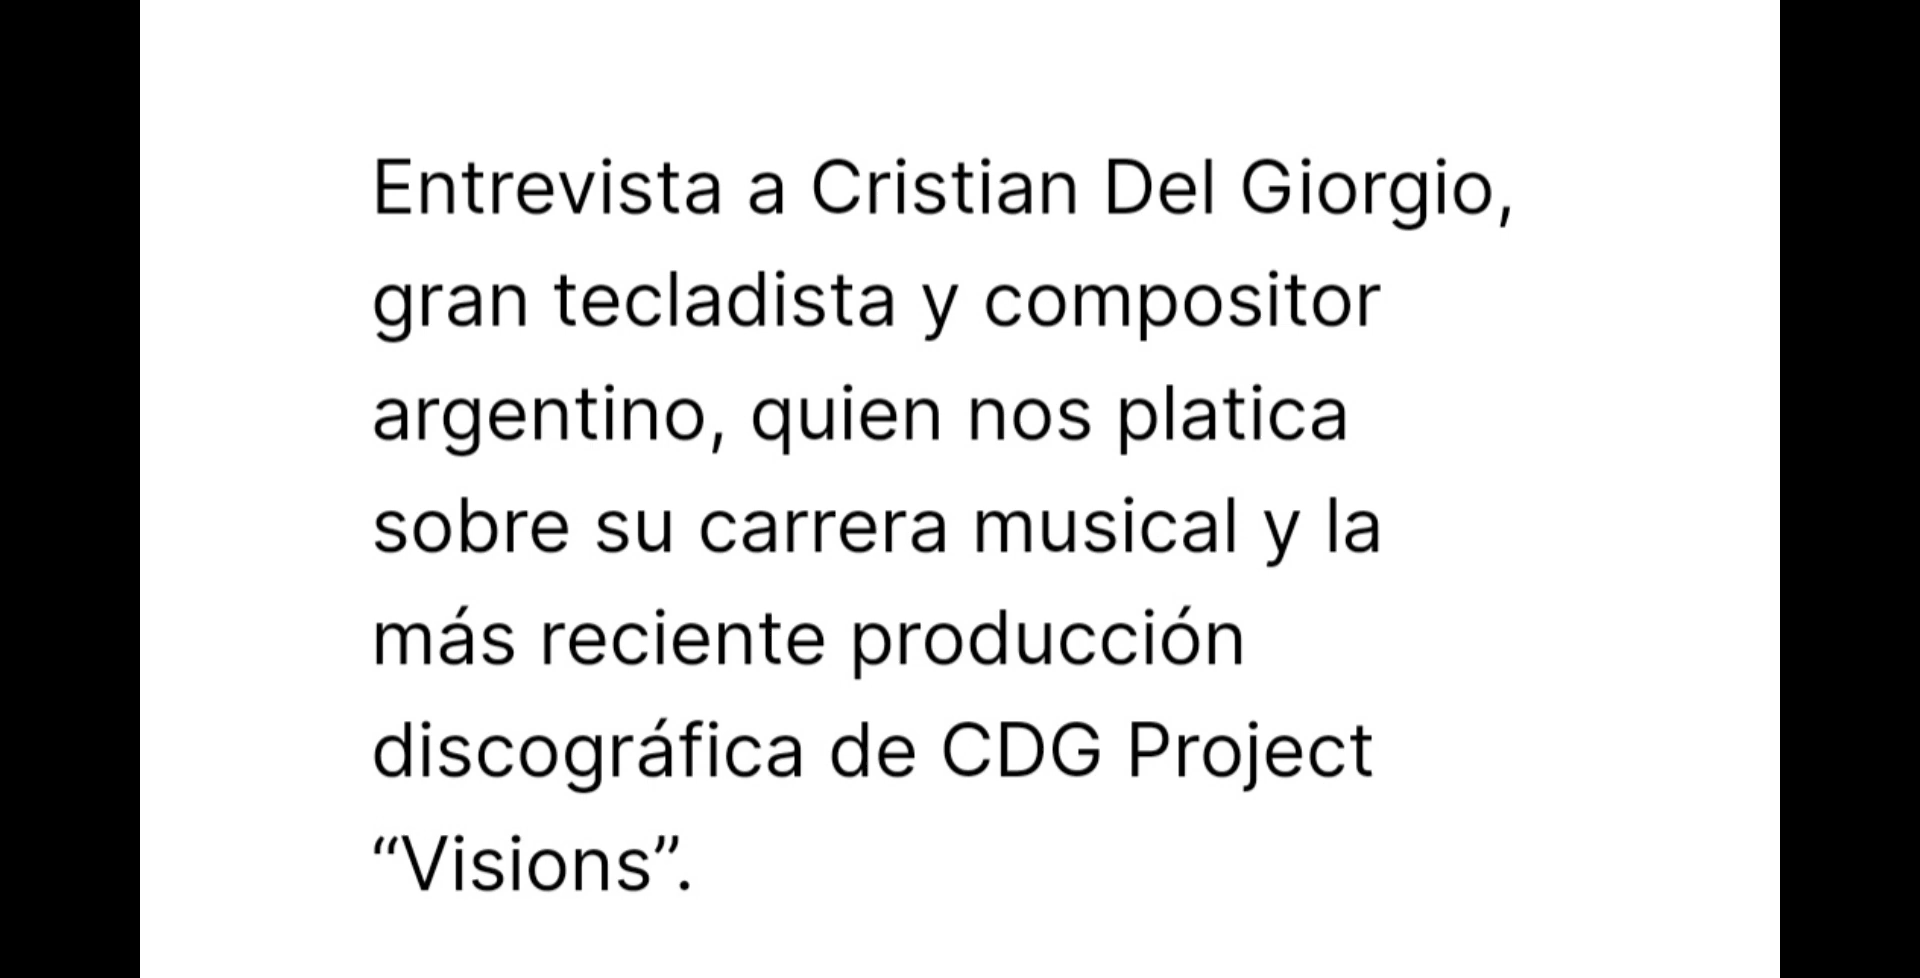 Entrevista a Cristian Del Giorgio,
gran tecladista y compositor
argentino, quien nos platica
sobre su carrera musical y la
más reciente producción
discográfica de CDG Project
“Visions”.